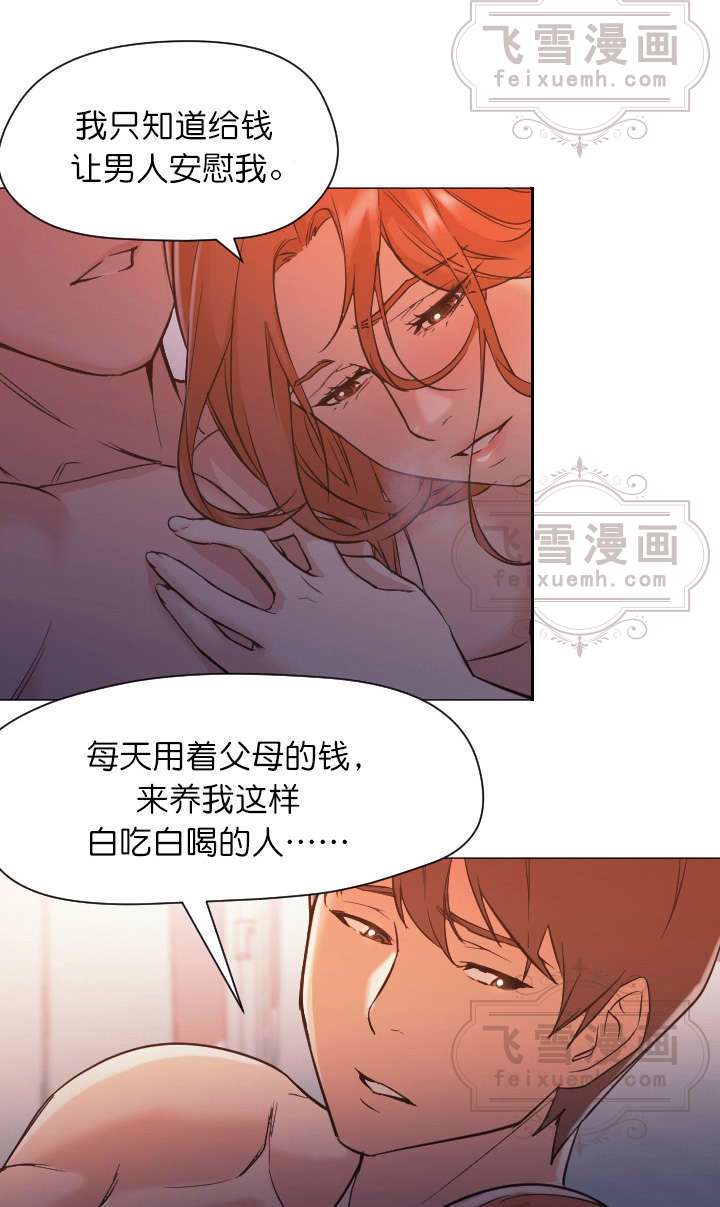 飞雪漫画
feixuemh.com
我只知道给钱
让男人安慰我。
飞雪漫画
feixuemh.com
每天用着父母的钱，
来养我这样
白吃白喝的人……
飞雪漫画
feixuemh.com